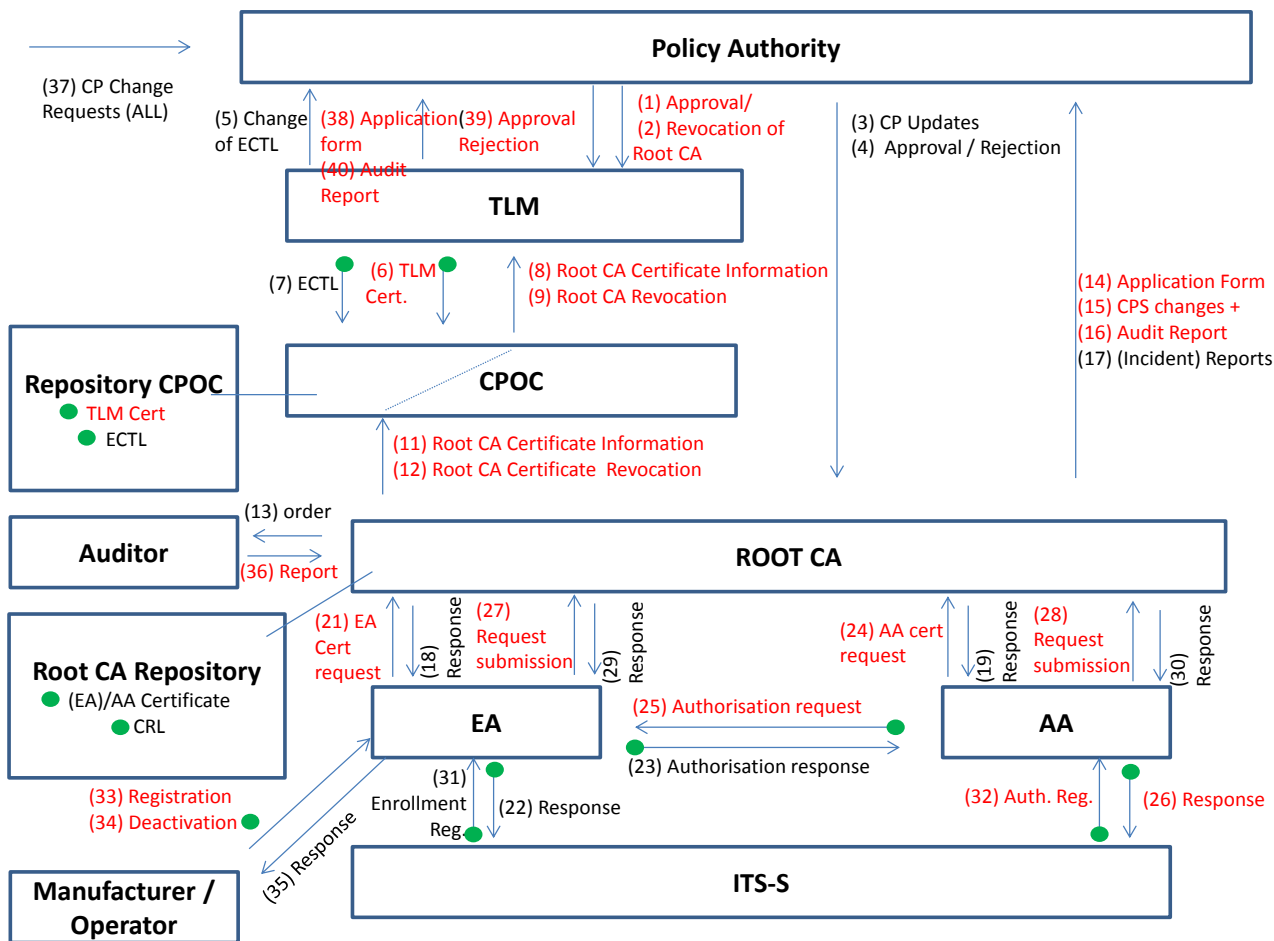 Policy Authority
(37) CP Change
Requests (ALL)
(5) Change
of ECTL
(38) Application
form
(40) Audit
Report
(39) Approval
Rejection
(1) Approval/
(2) Revocation of
Root CA
(3) CP Updates
(4) Approval / Rejection
TLM
(7) ECTL
(6) TLM
Cert.
(8) Root CA Certificate Information
(9) Root CA Revocation
(14) Application Form
(15) CPS changes +
(16) Audit Report
(17) (Incident) Reports
Repository CPOC
TLM Cert
ECTL
CPOC
(11) Root CA Certificate Information
(12) Root CA Certificate Revocation
(13) order
Auditor
(36) Report
ROOT CA
Root CA Repository
(EA)/AA Certificate
CRL
(21) EA
Cert
request
(18)
Response
(27)
Request
submission
(29)
Response
(24) AA cert
request
(19)
Response
(28)
Request
submission
(30)
Response
EA
(25) Authorisation request
(23) Authorisation response
AA
(33) Registration
(34) Deactivation
(35) Response
(31)
Enrollment
Reg.
(22) Response
(32) Auth. Reg.
(26) Response
Manufacturer /
Operator
ITS-S